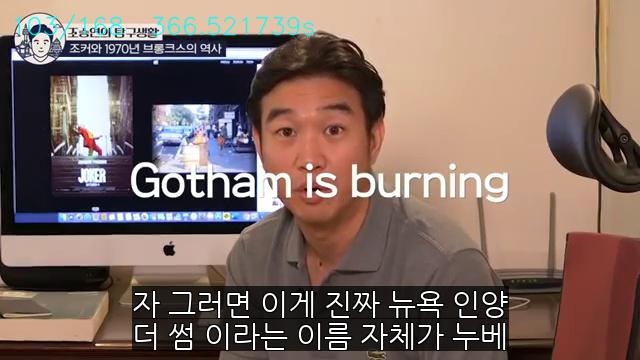 103/168, 366.521739s
조승연의 탐구생활
조커와 1970년 브롱크스의 역사
JOKER
Gotham is burning
자 그러면 이게 진짜 뉴욕 인양
더 썸 이라는 이름 자체가 누베